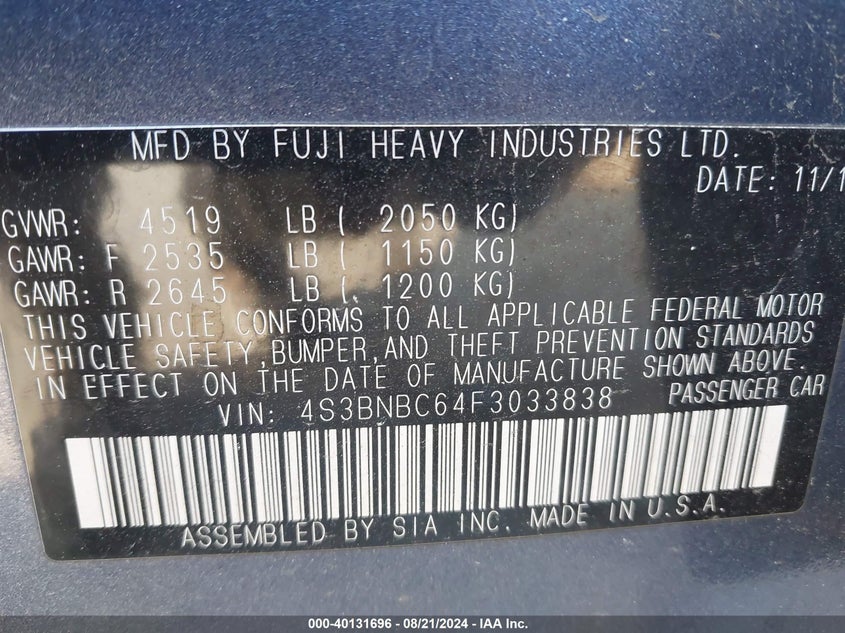 MFD BY FUJI HEAVY INDUSTRIES LTD.
DATE: 11/1
GVWR: 4519 LB ( 2050 KG)
GAWR: F 2535 LB ( 1150 KG)
GAWR: R 2645 LB ( 1200 KG)
THIS VEHICLE CONFORMS TO ALL APPLICABLE FEDERAL MOTOR
VEHICLE SAFETY, BUMPER, AND THEFT PREVENTION STANDARDS
IN EFFECT ON THE DATE OF MANUFACTURE SHOWN ABOVE.
VIN: 4S3BNBC64F3033838 PASSENGER CAR
ASSEMBLED BY SIA INC. MADE IN U.S.A.
000-40131696 - 08/21/2024 - IAA Inc.